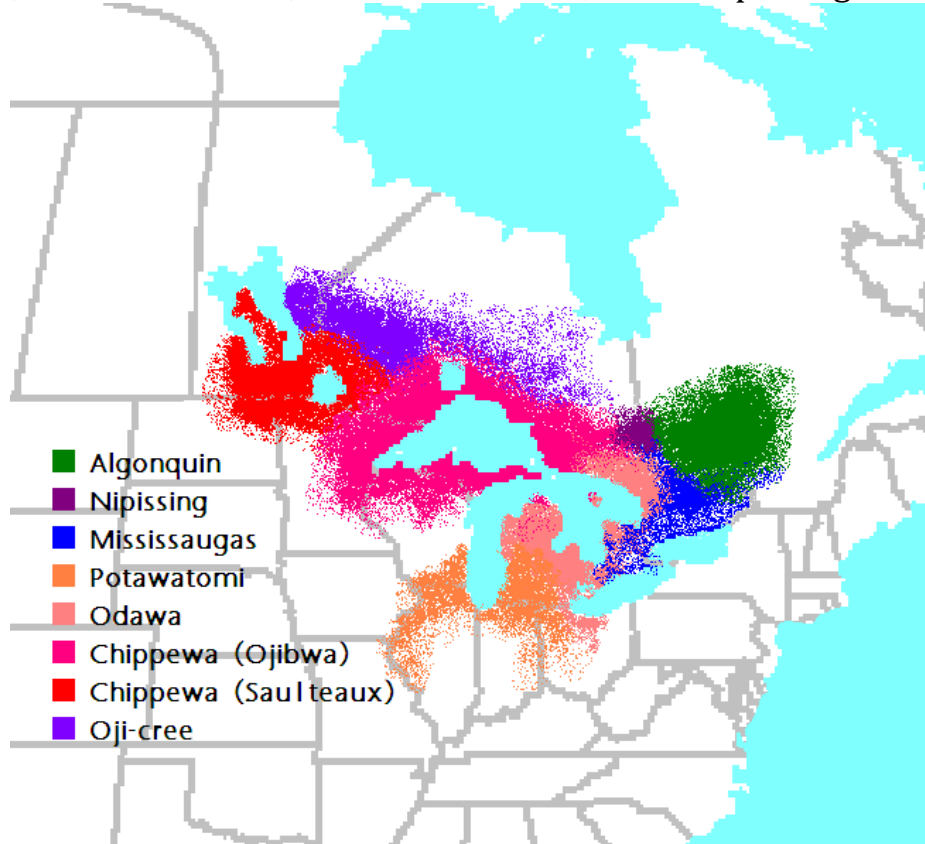 Algonquin
Nipissing
Mississaugas
Potawatomi
Odawa
Chippewa (Ojibwa)
Chippewa (Saulteaux)
Oji-cree